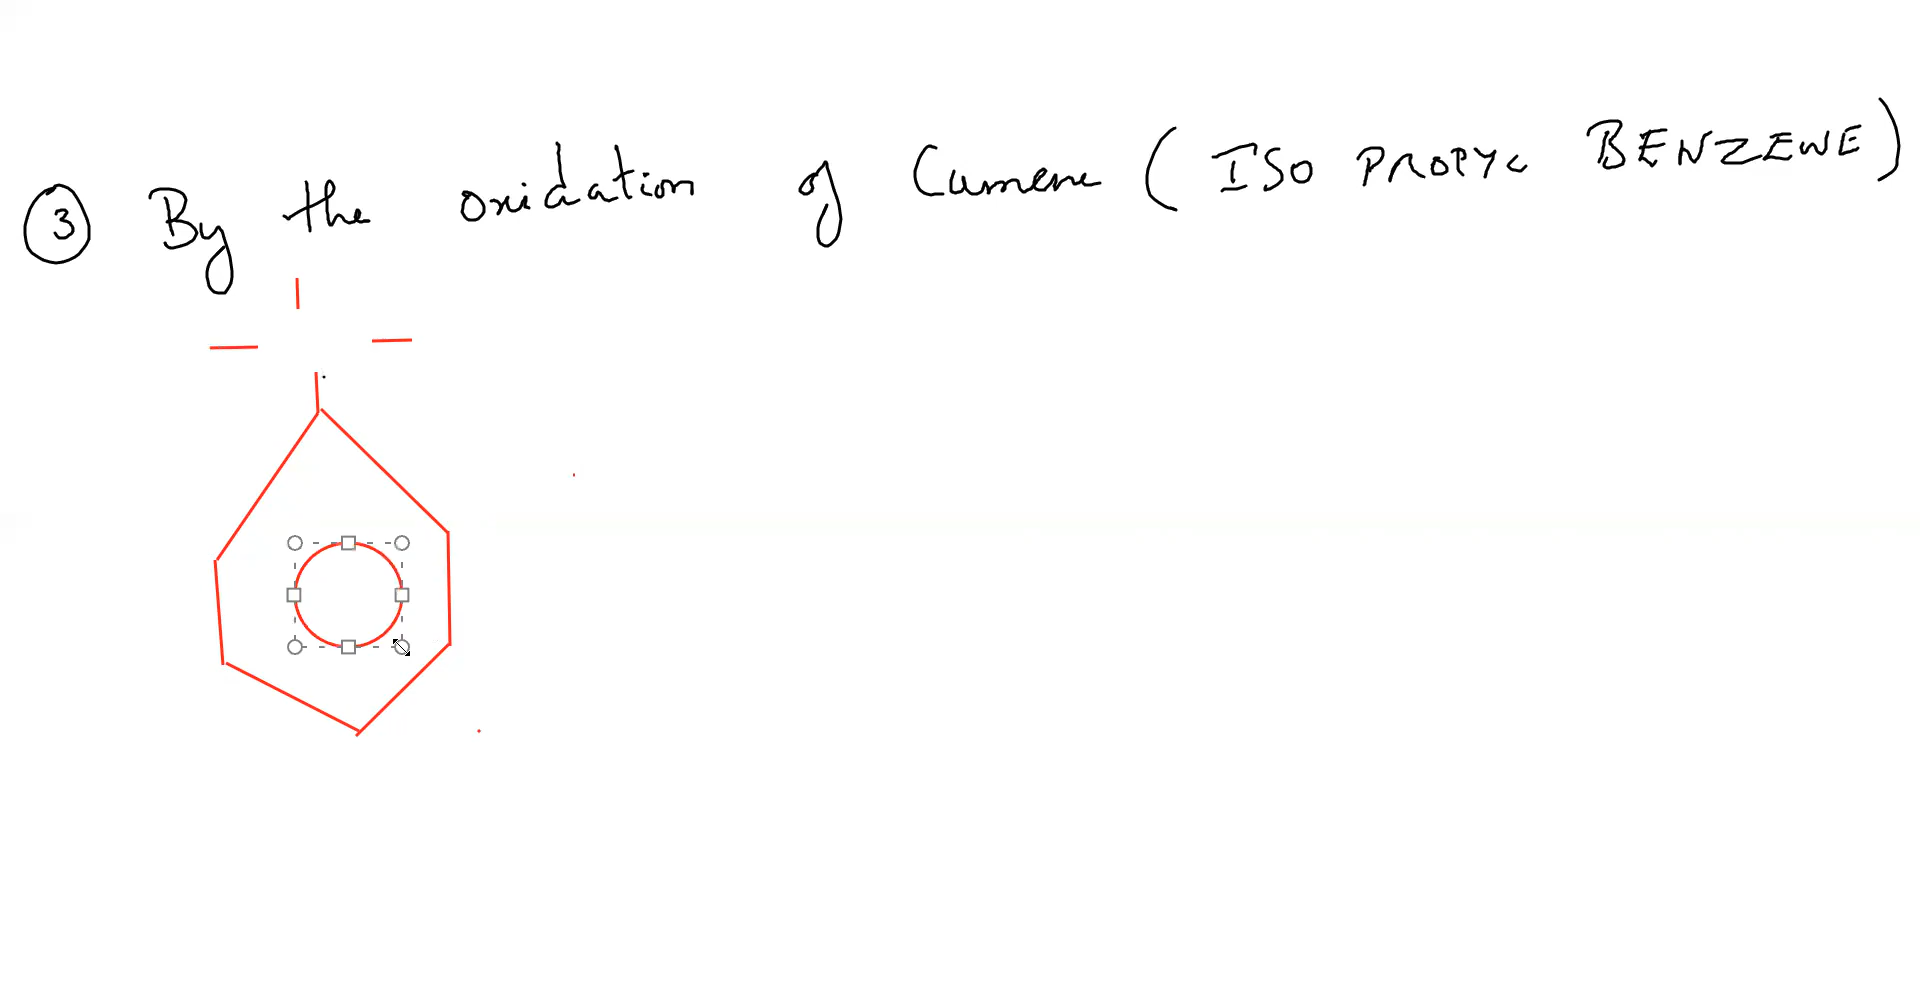 ③ By the oxidation of Cumene (ISO PROPYL BENZENE)